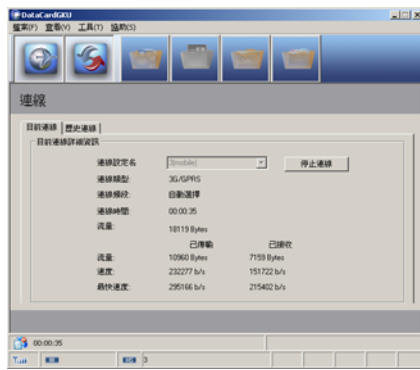 DataCardGKU
檔案(F) 查看(V) 工具(T) 協助(S)
連線
目前連線 歷史連線
目前連線詳細資訊
連線設定名 3(mobile) 停止連線
連線類型: 3G/GPRS
連線頻段: 自動選擇
連線時間: 00:00:35
流量: 18119 Bytes
已傳輸 已接收
流量: 10960 Bytes 7159 Bytes
速度: 232277 b/s 151722 b/s
最快速度: 295166 b/s 215402 b/s
00:00:35
3